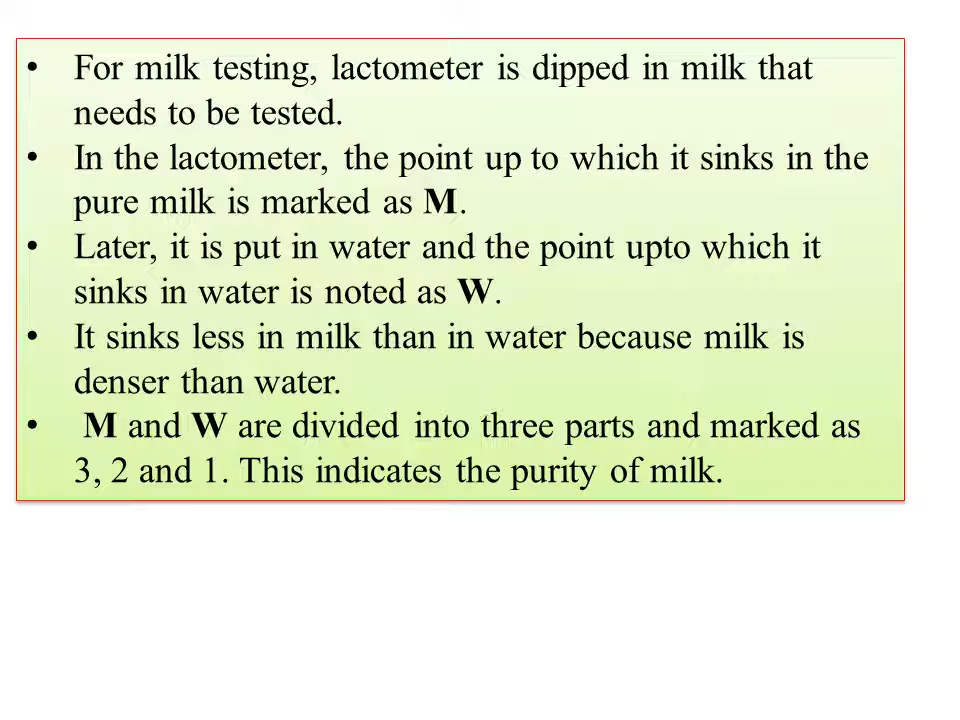 • For milk testing, lactometer is dipped in milk that
needs to be tested.
• In the lactometer, the point up to which it sinks in the
pure milk is marked as M.
• Later, it is put in water and the point upto which it
sinks in water is noted as W.
• It sinks less in milk than in water because milk is
denser than water.
• M and W are divided into three parts and marked as
3, 2 and 1. This indicates the purity of milk.